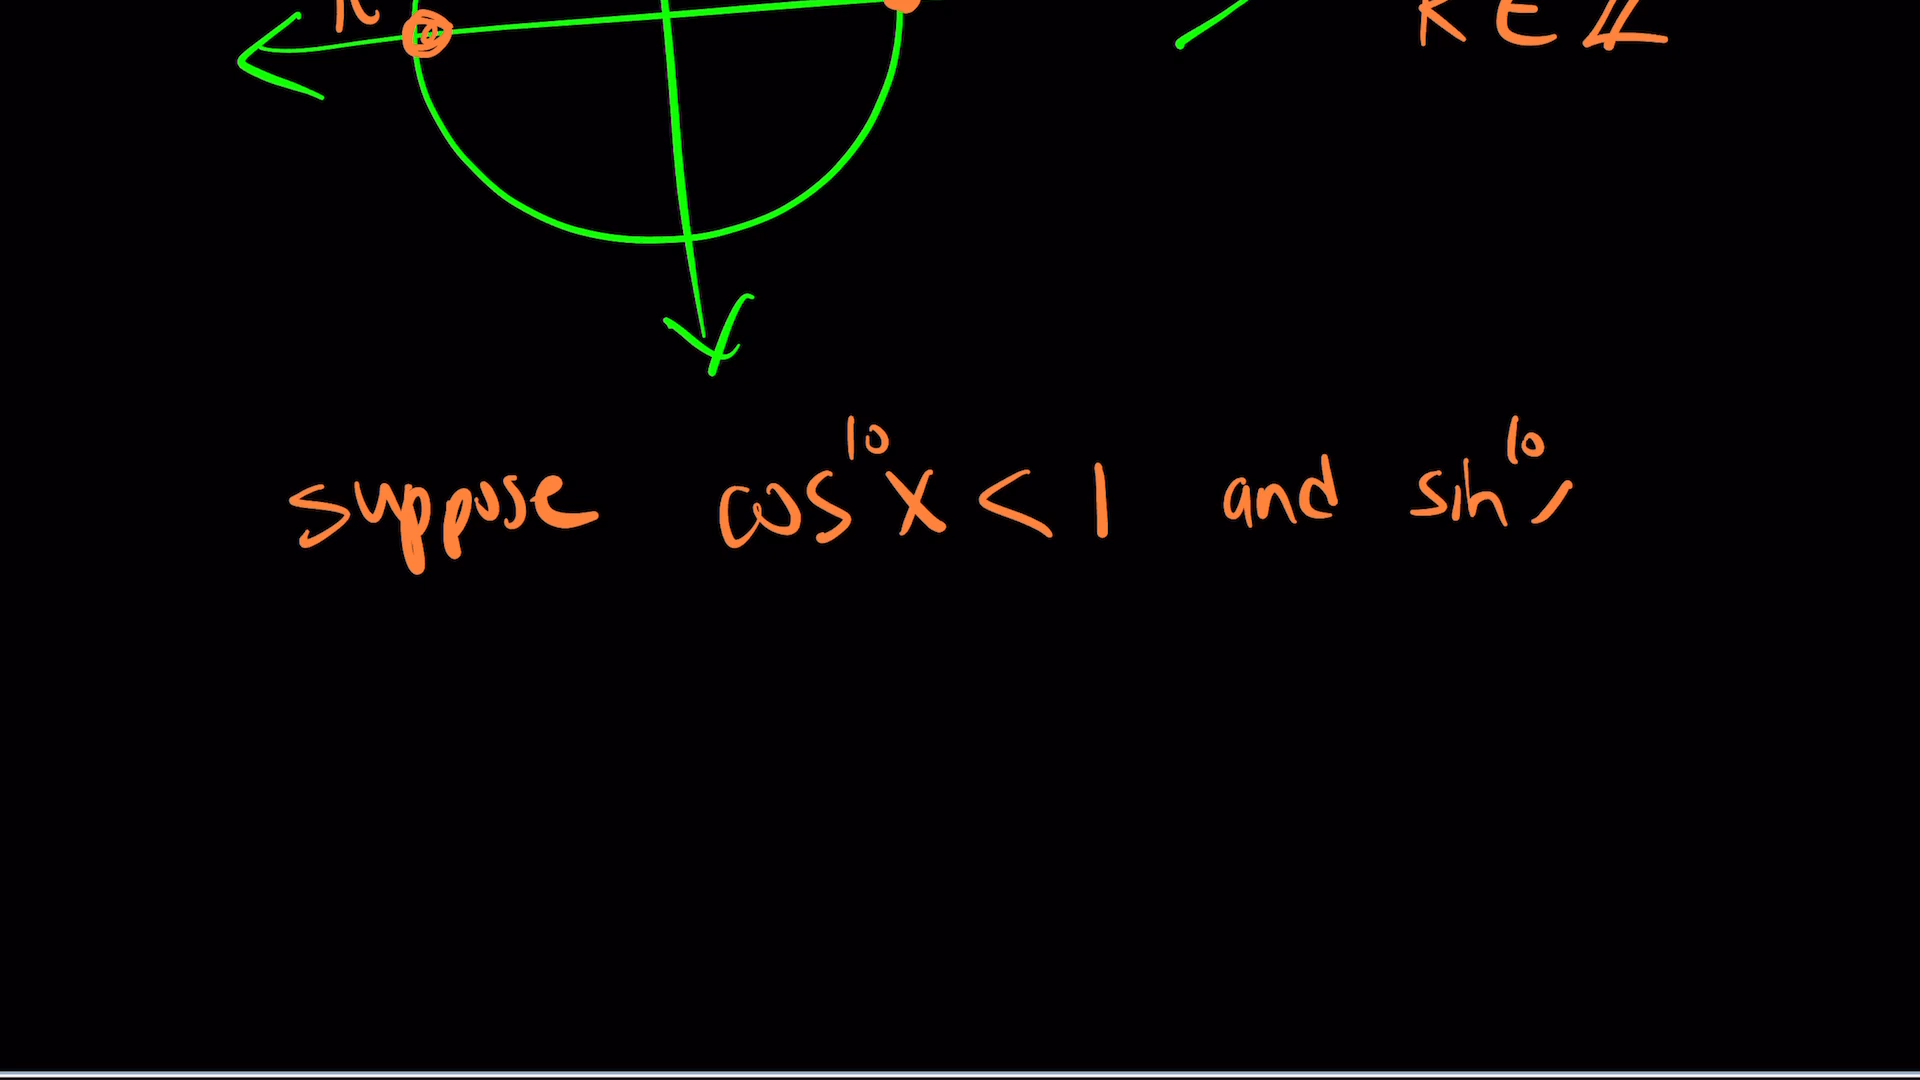 π k ∈ ℤ
suppose cos¹⁰x < 1 and sin¹⁰